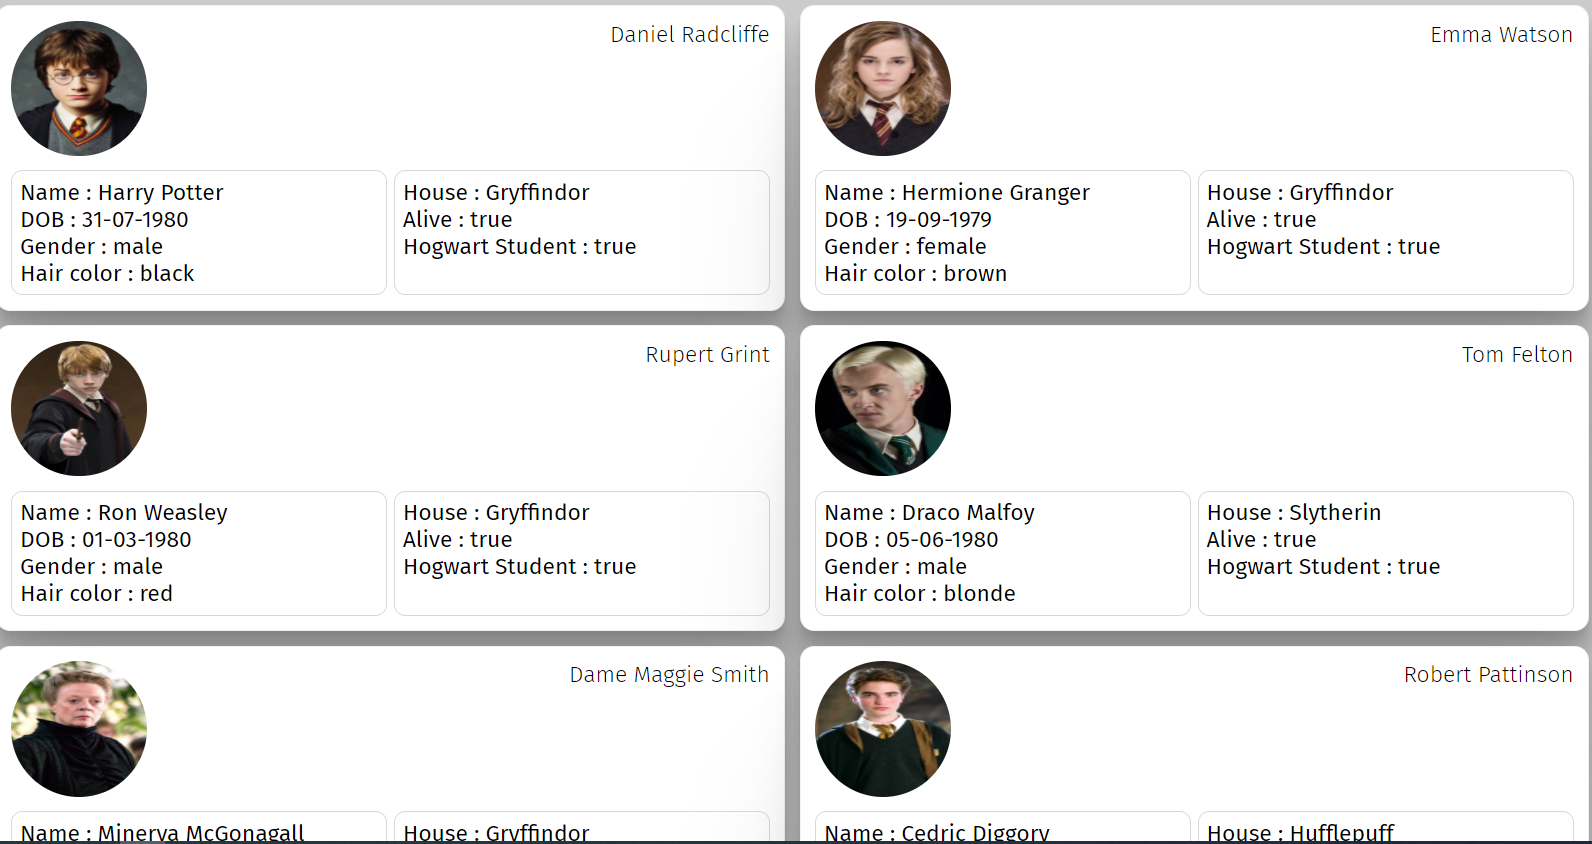 Daniel Radcliffe
Name : Harry Potter
DOB : 31-07-1980
Gender : male
Hair color : black
House : Gryffindor
Alive : true
Hogwart Student : true
Emma Watson
Name : Hermione Granger
DOB : 19-09-1979
Gender : female
Hair color : brown
House : Gryffindor
Alive : true
Hogwart Student : true
Rupert Grint
Name : Ron Weasley
DOB : 01-03-1980
Gender : male
Hair color : red
House : Gryffindor
Alive : true
Hogwart Student : true
Tom Felton
Name : Draco Malfoy
DOB : 05-06-1980
Gender : male
Hair color : blonde
House : Slytherin
Alive : true
Hogwart Student : true
Dame Maggie Smith
Name : Minerva McGonagall
House : Gryffindor
Robert Pattinson
Name : Cedric Diggory
House : Hufflepuff